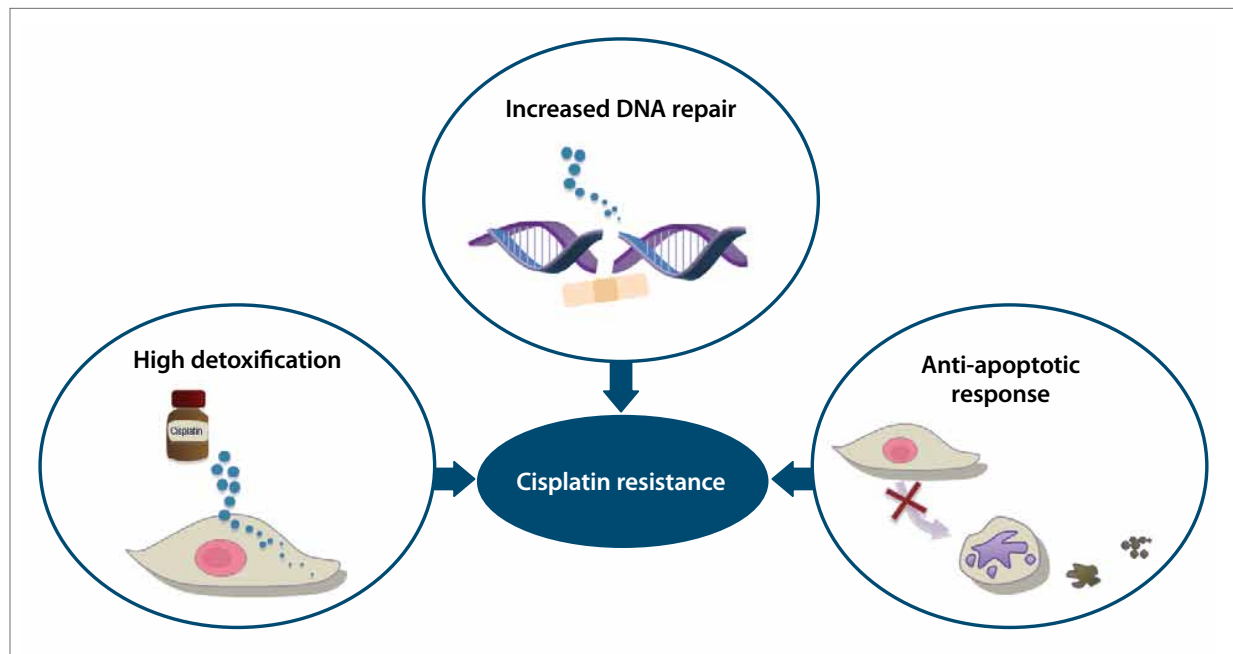 Increased DNA repair
High detoxification
Cisplatin
Anti-apoptotic
response
Cisplatin resistance